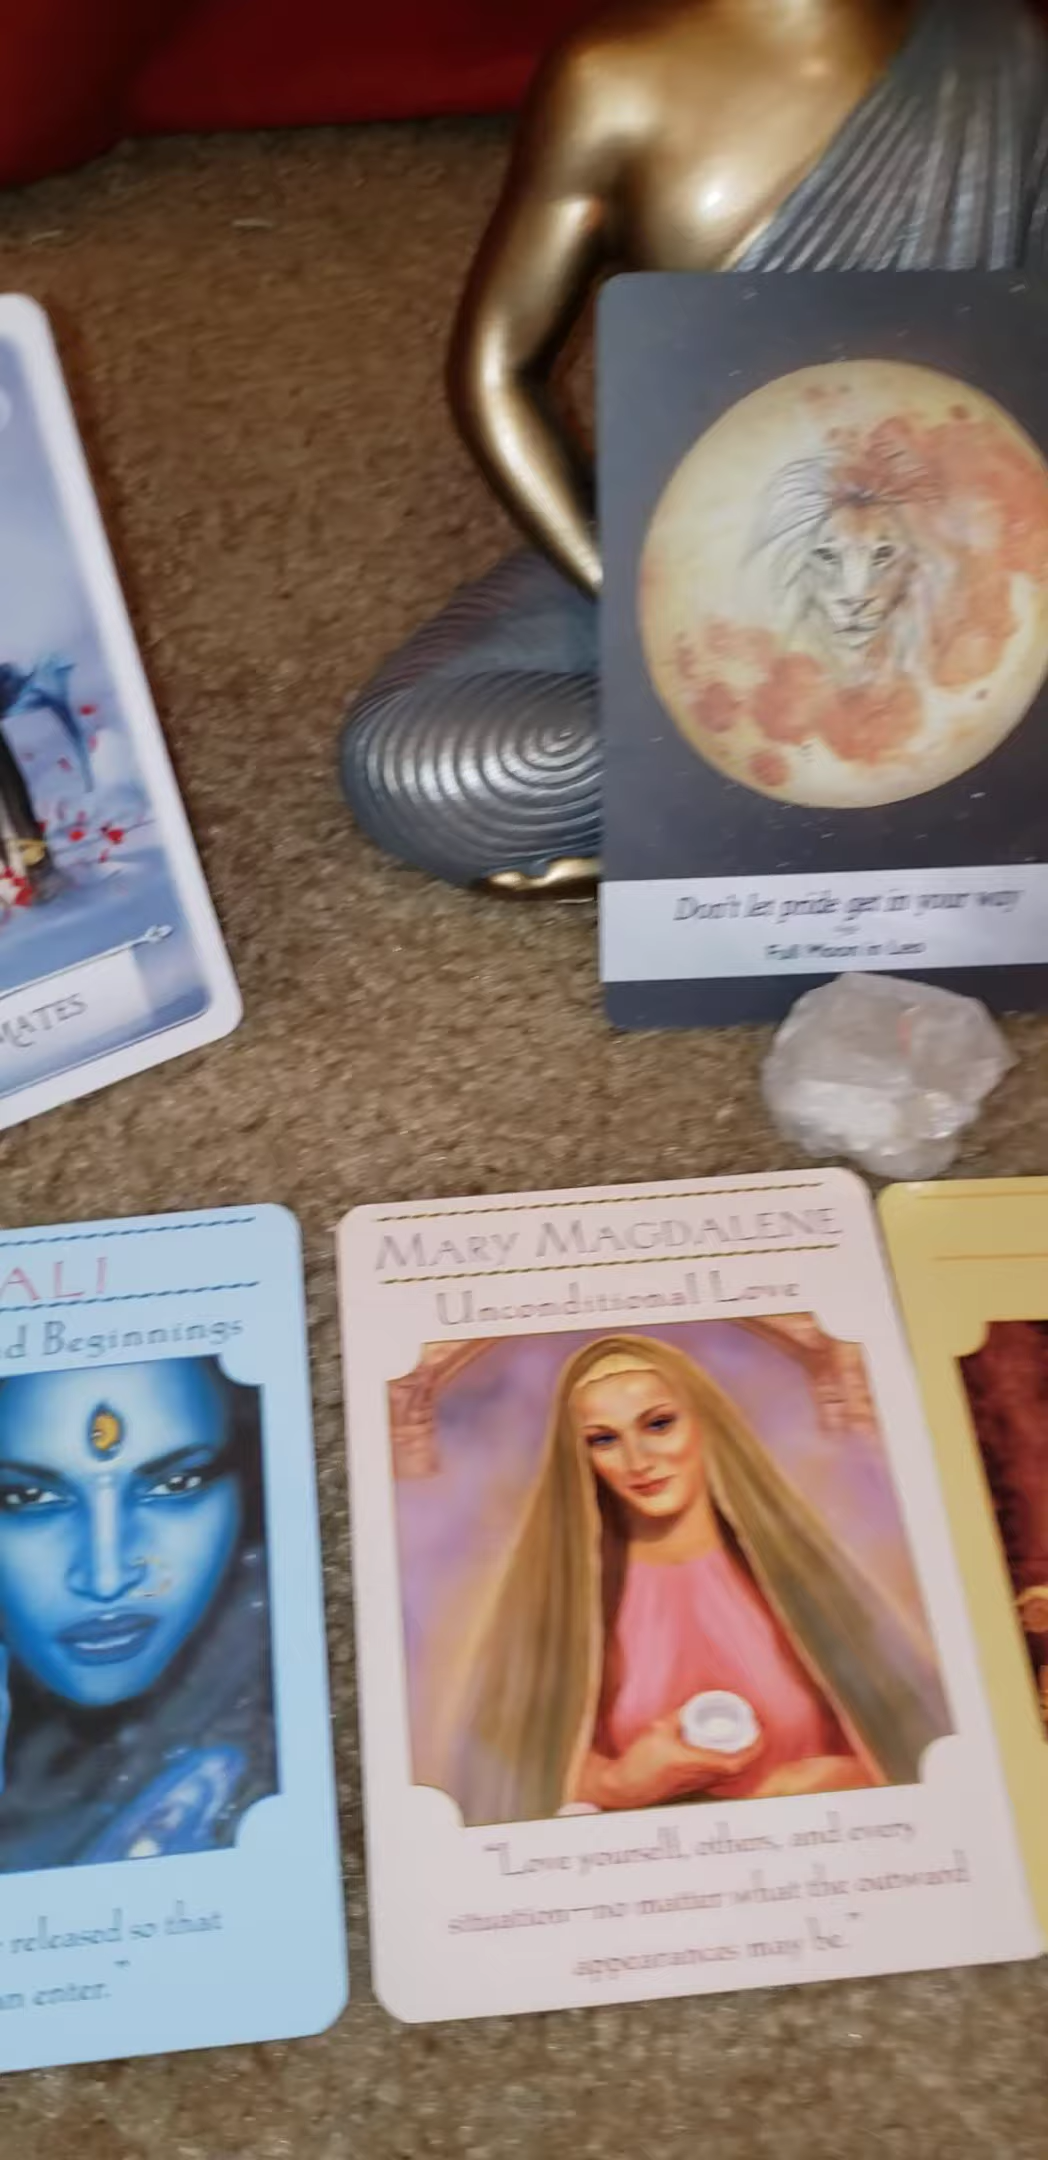 Don't let pride get in your way
Full Moon in Leo
MATES
ALI
d Beginnings
released so that
an enter."
MARY MAGDALENE
Unconditional Love
"Love yourself, others, and every
situation—no matter what the outward
appearances may be."